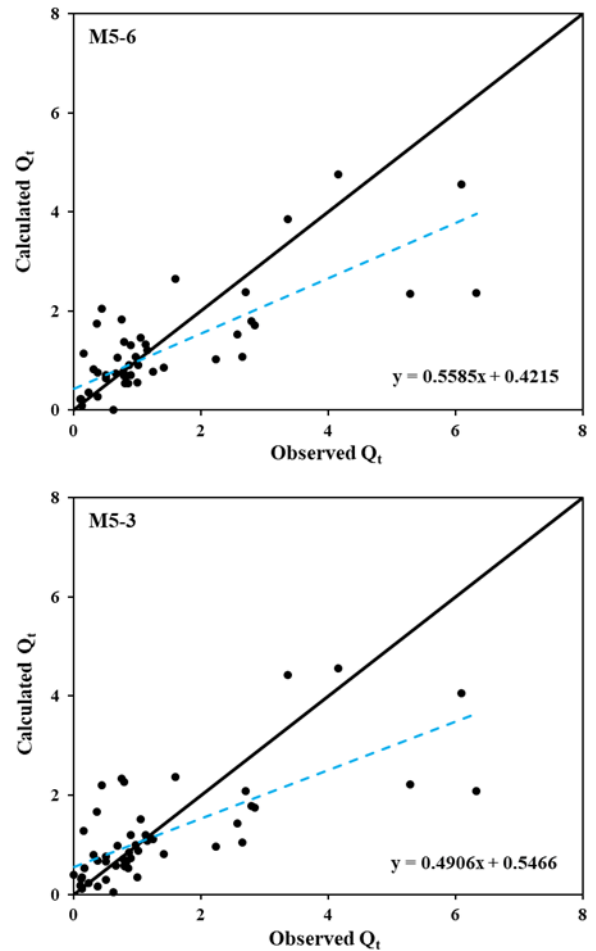 8
M5-6
6
Calculated Qt
4
2
y = 0.5585x + 0.4215
0
0 2 4 6 8
Observed Qt
8
M5-3
6
Calculated Qt
4
2
y = 0.4906x + 0.5466
0
0 2 4 6 8
Observed Qt